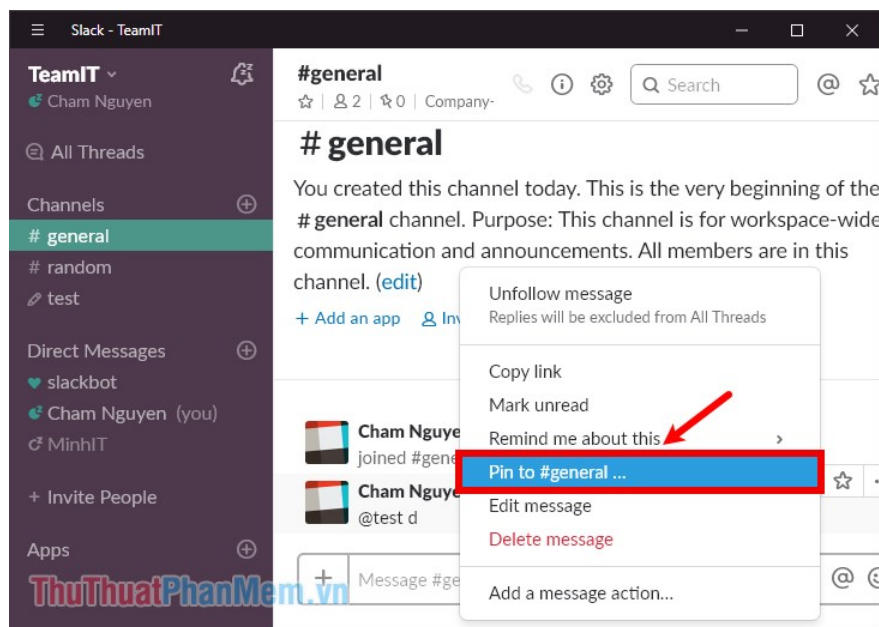 Slack - TeamIT
TeamIT
Cham Nguyen
All Threads
Channels
# general
# random
test
Direct Messages
slackbot
Cham Nguyen (you)
MinhIT
+ Invite People
Apps
#general
2 | 0 | Company-
Search
# general
You created this channel today. This is the very beginning of the
# general channel. Purpose: This channel is for workspace-wide
communication and announcements. All members are in this
channel. (edit)
+ Add an app
Unfollow message
Replies will be excluded from All Threads
Copy link
Mark unread
Remind me about this
Pin to #general ...
Edit message
Delete message
Add a message action...
Cham Nguye
joined #gene
Cham Nguye
@test d
Message #ge
ThuThuatPhanMem.vn